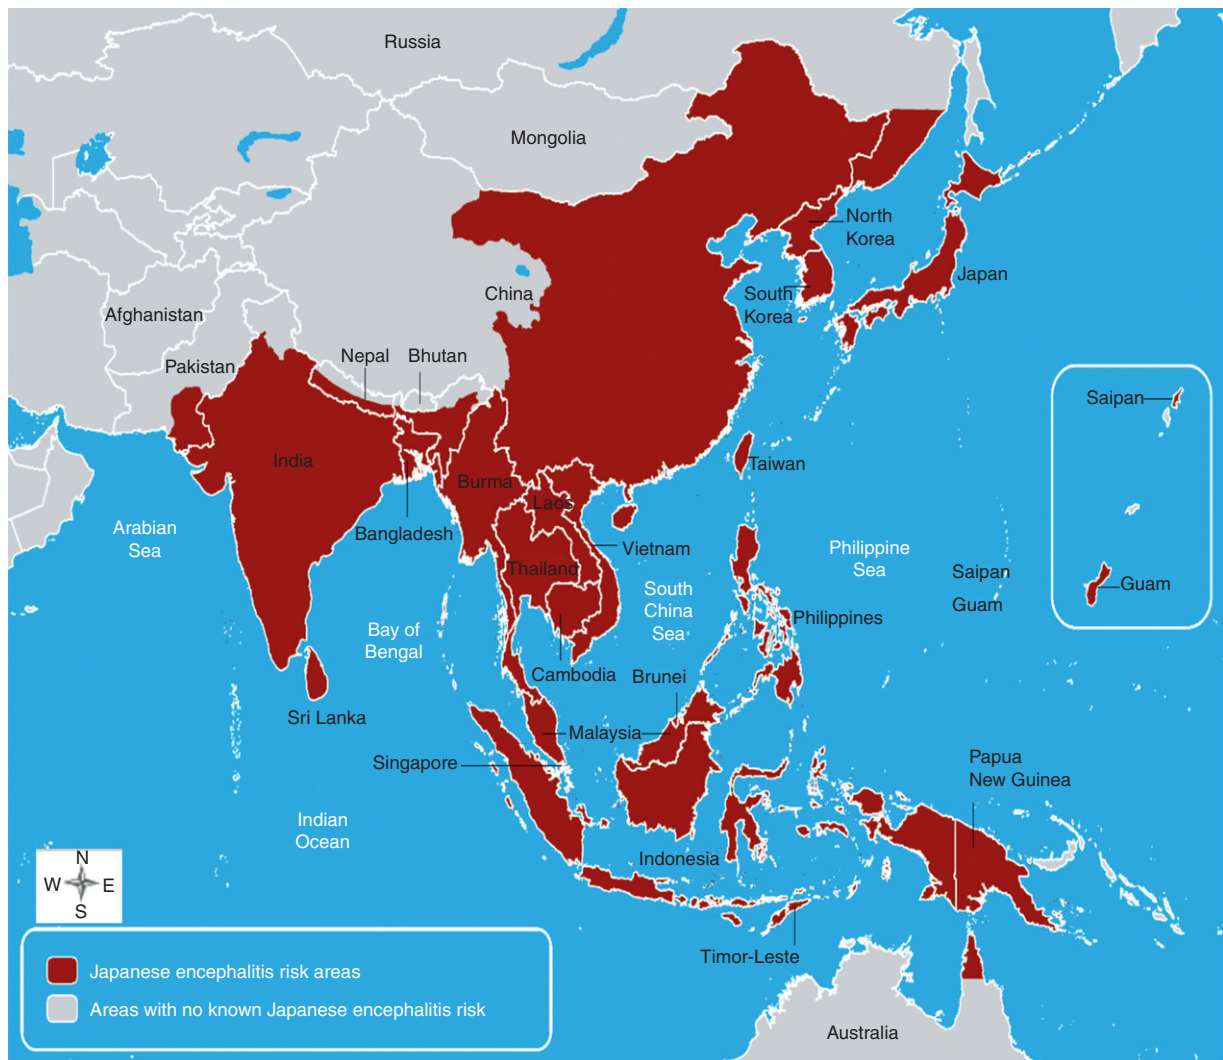 Russia
Mongolia
North
Korea
Japan
China
South
Korea
Afghanistan
Pakistan
Nepal
Bhutan
Saipan
India
Taiwan
Burma
Laos
Bangladesh
Arabian
Sea
Vietnam
Philippine
Sea
Thailand
Saipan
Guam
Guam
South
China
Sea
Philippines
Bay of
Bengal
Cambodia
Brunei
Sri Lanka
Malaysia
Singapore
Papua
New Guinea
Indian
Ocean
Indonesia
N
W
E
S
Timor-Leste
Japanese encephalitis risk areas
Areas with no known Japanese encephalitis risk
Australia